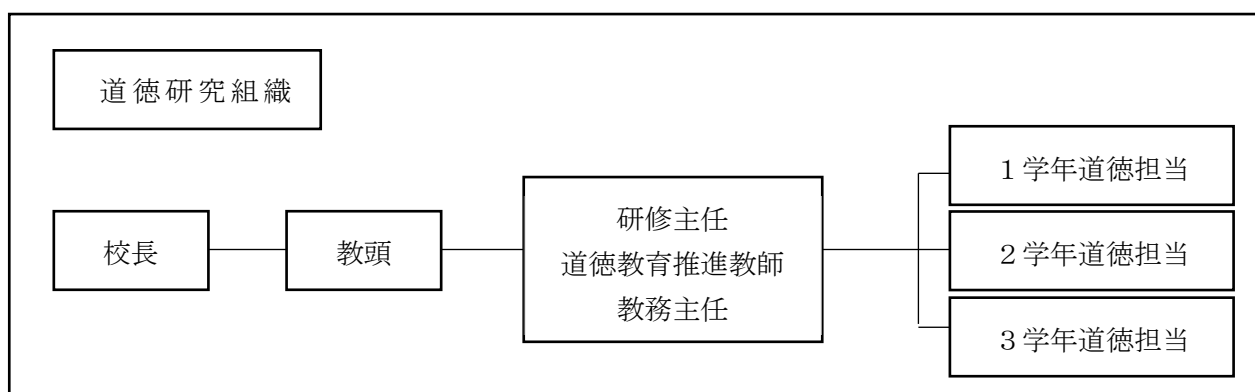 道徳研究組織
校長
教頭
研修主任
道徳教育推進教師
教務主任
１学年道徳担当
２学年道徳担当
３学年道徳担当